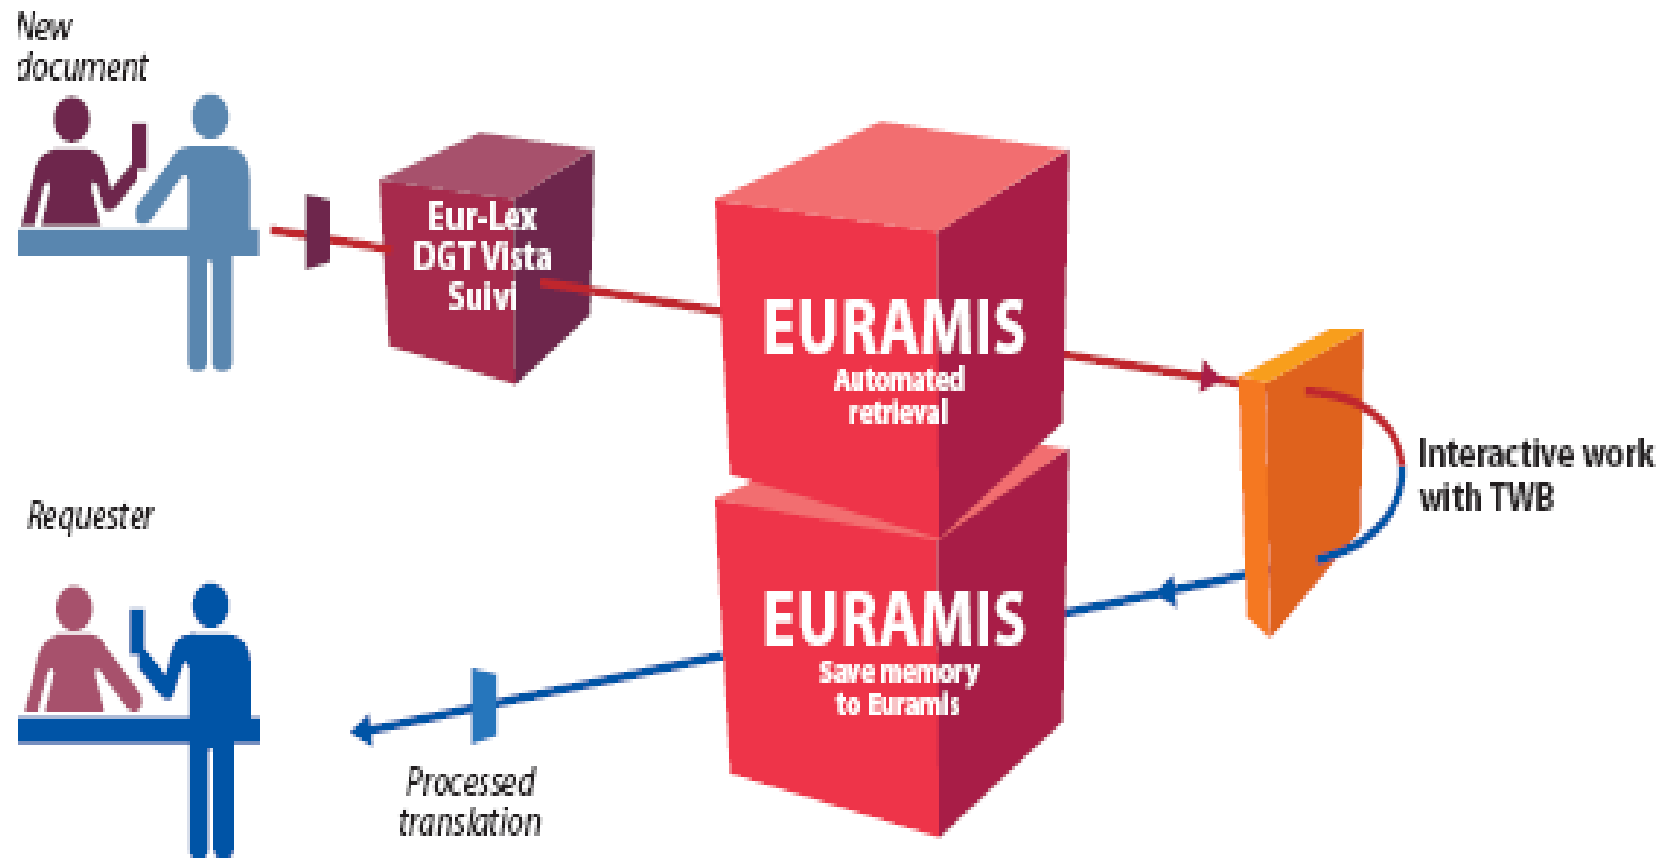 New
document
Eur-Lex
DGT Vista
Suivi
EURAMIS
Automated
retrieval
Interactive work
with TWB
Requester
EURAMIS
Save memory
to Euramis
Processed
translation